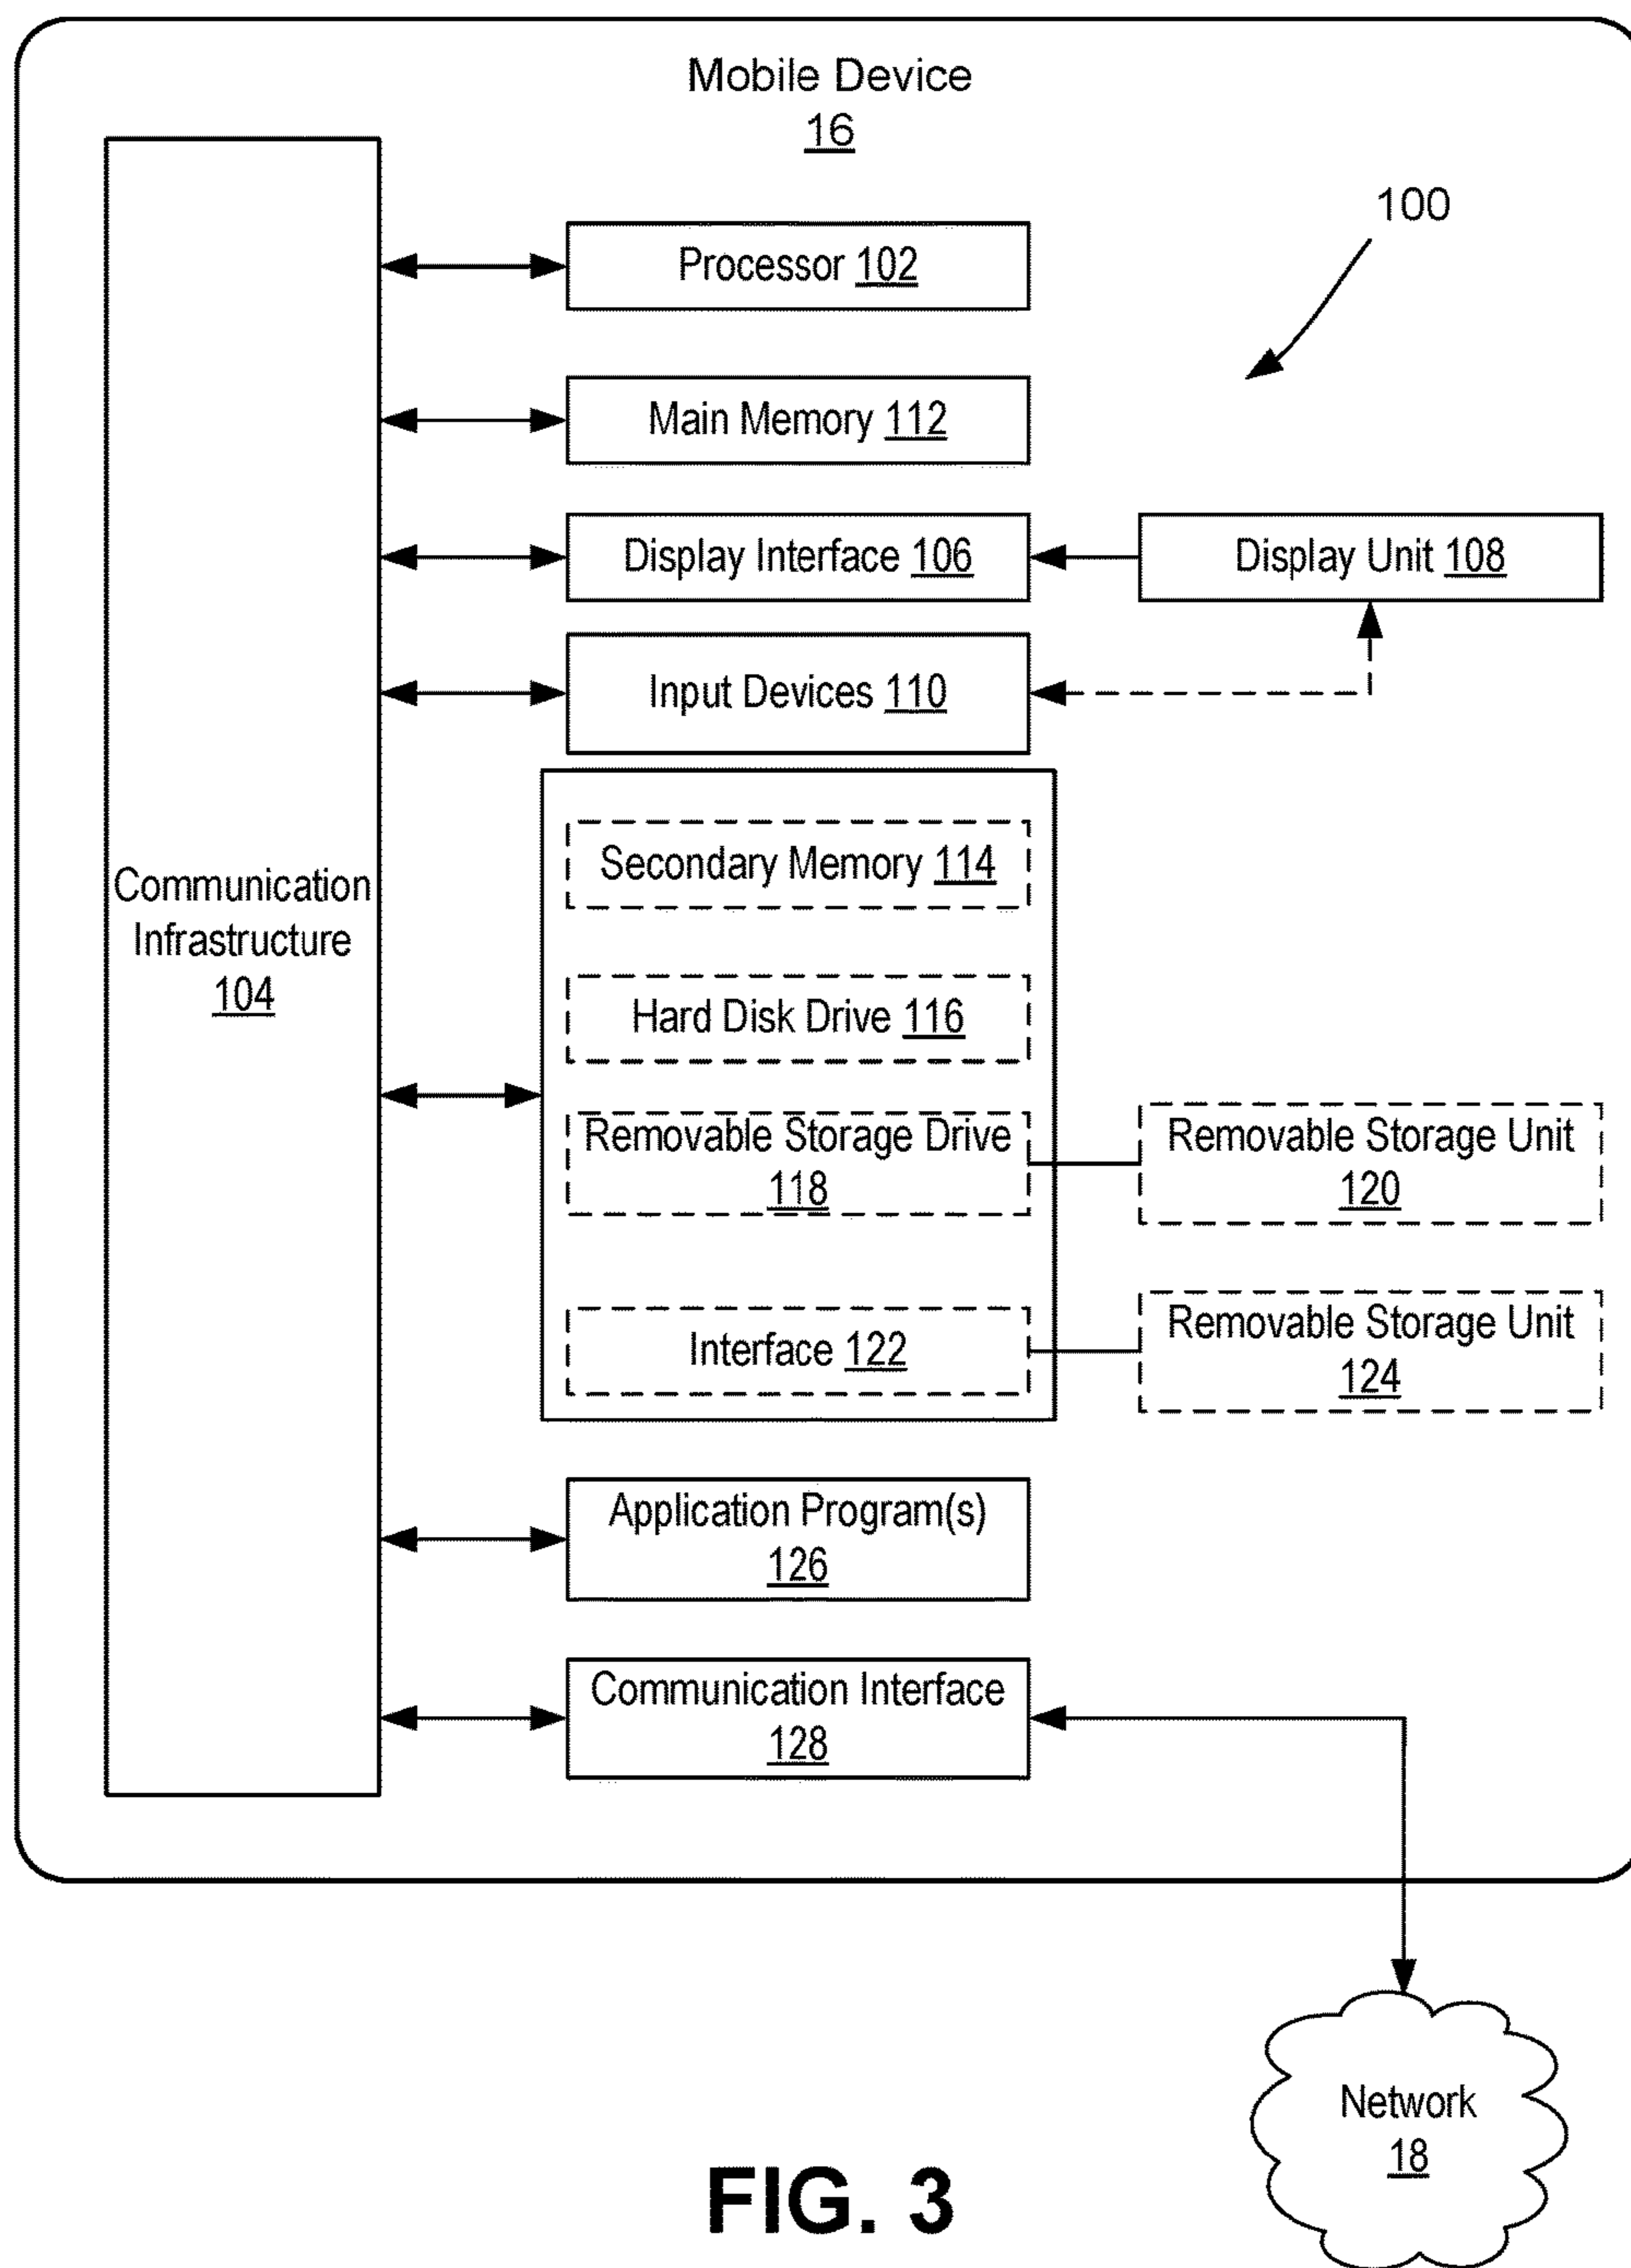 Mobile Device
16
100
Processor 102
Main Memory 112
Display Interface 106
Display Unit 108
Input Devices 110
Communication
Infrastructure
104
Secondary Memory 114
Hard Disk Drive 116
Removable Storage Drive
118
Removable Storage Unit
120
Interface 122
Removable Storage Unit
124
Application Program(s)
126
Communication Interface
128
Network
18
FIG. 3